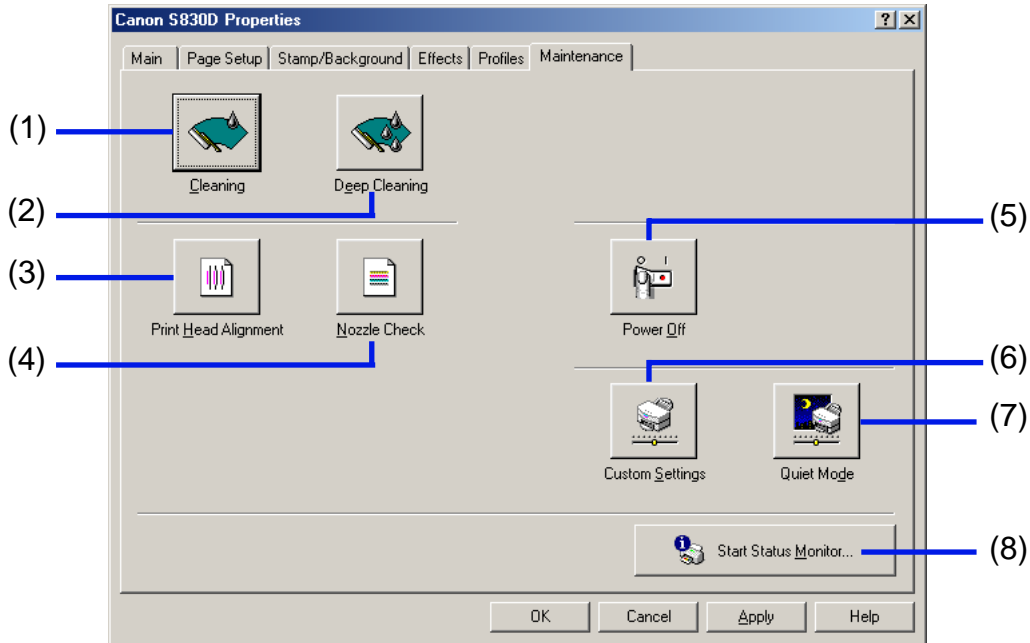 Canon S830D Properties
Main Page Setup Stamp/Background Effects Profiles Maintenance
(1)
Cleaning Deep Cleaning
(2)
(5)
(3)
Print Head Alignment Nozzle Check Power Off
(4)
(6)
(7)
Custom Settings Quiet Mode
Start Status Monitor... (8)
OK Cancel Apply Help